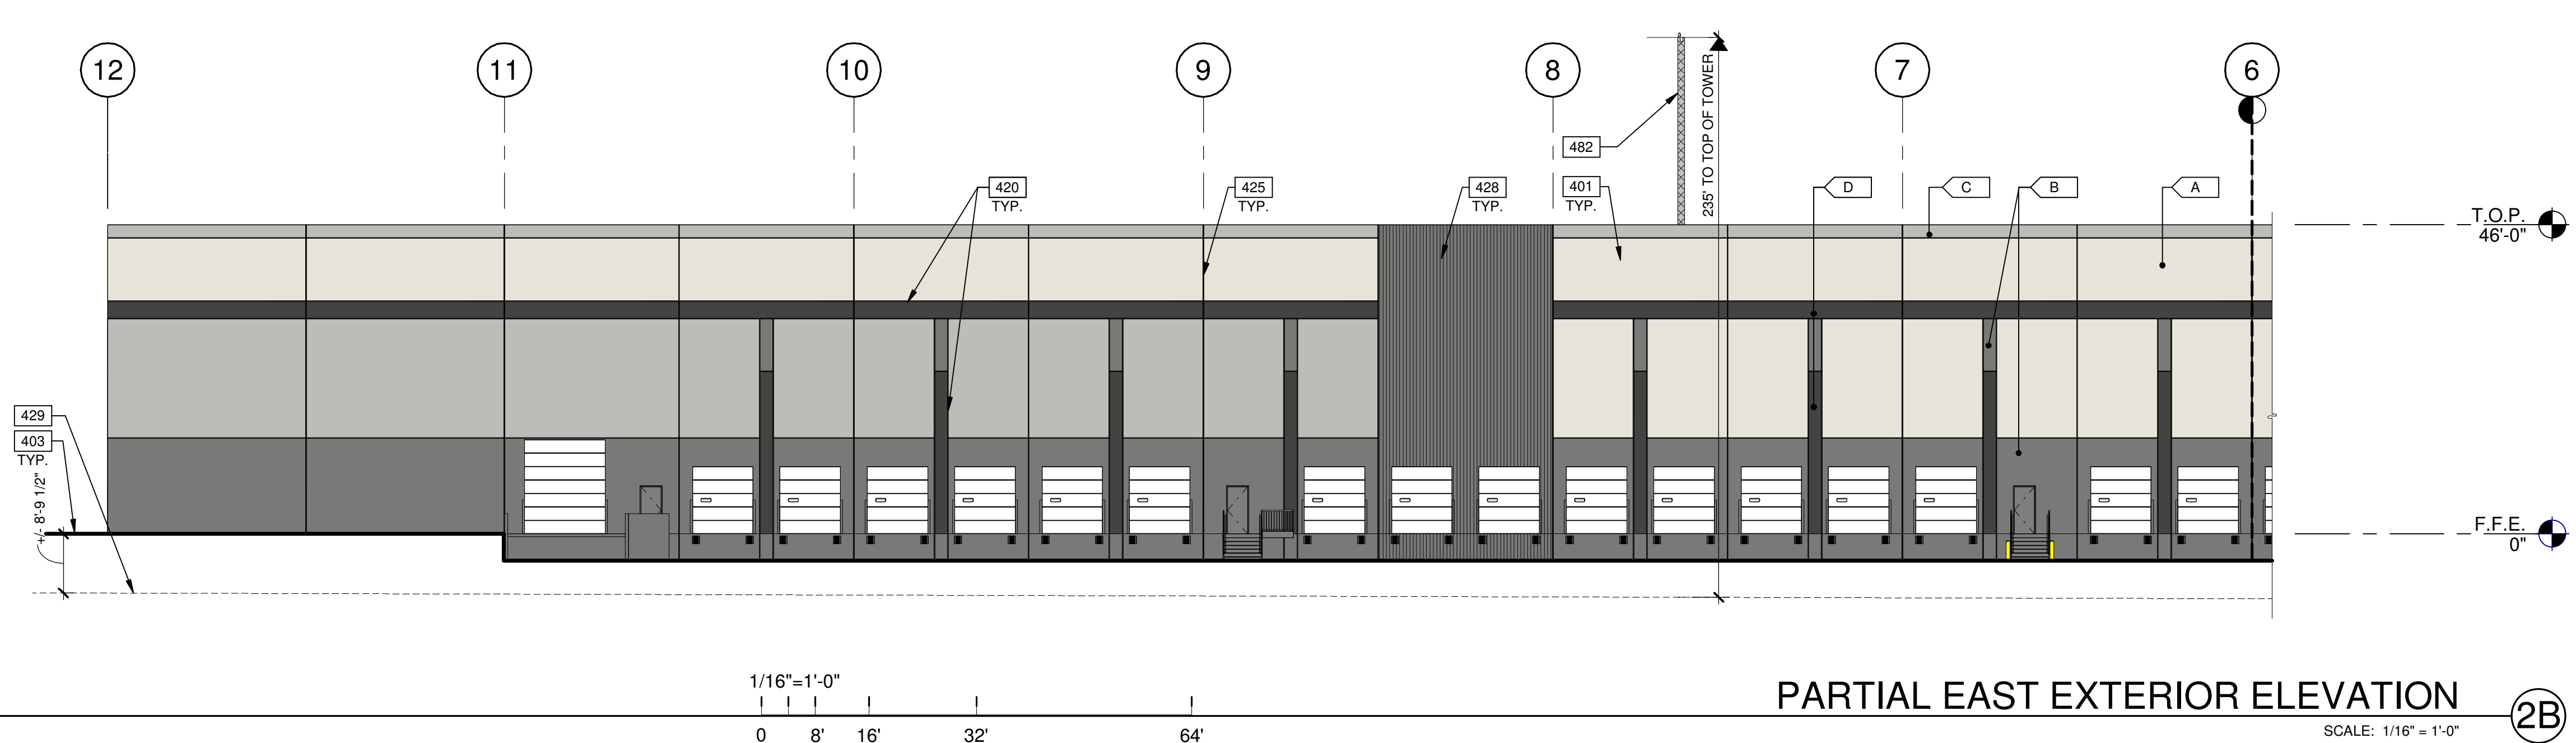 12
11
10
9
8
7
6
235' TO TOP OF TOWER
482
420
TYP.
425
TYP.
428
TYP.
401
TYP.
D
C
B
A
T.O.P.
46'-0"
429
403
TYP.
+/- 8'-9 1/2"
F.F.E.
0"
1/16"=1'-0"
0 8' 16' 32' 64'
PARTIAL EAST EXTERIOR ELEVATION
SCALE: 1/16" = 1'-0"
2B